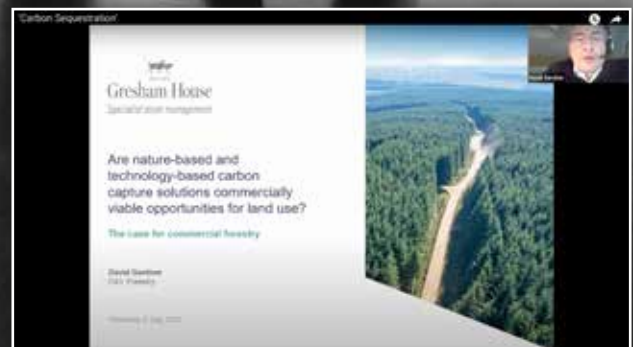 'Carbon Sequestration'
Gresham House
Specialist asset management
Are nature-based and
technology-based carbon
capture solutions commercially
viable opportunities for land use?
The case for commercial forestry
David
Forestry